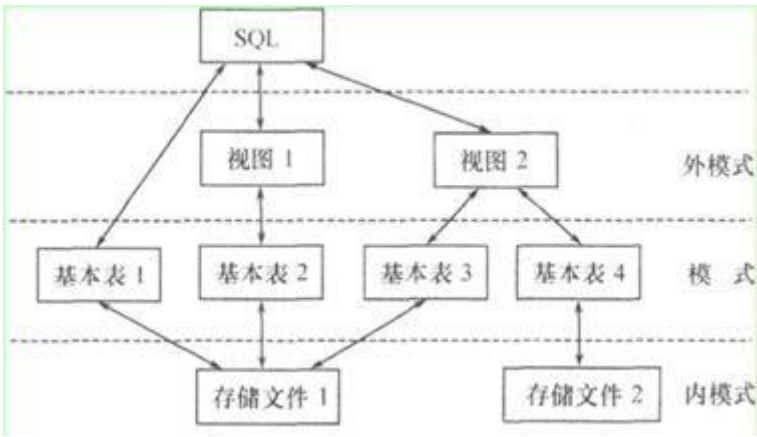 SQL
视图 1
视图 2
外模式
基本表 1
基本表 2
基本表 3
基本表 4
模 式
存储文件 1
存储文件 2
内模式